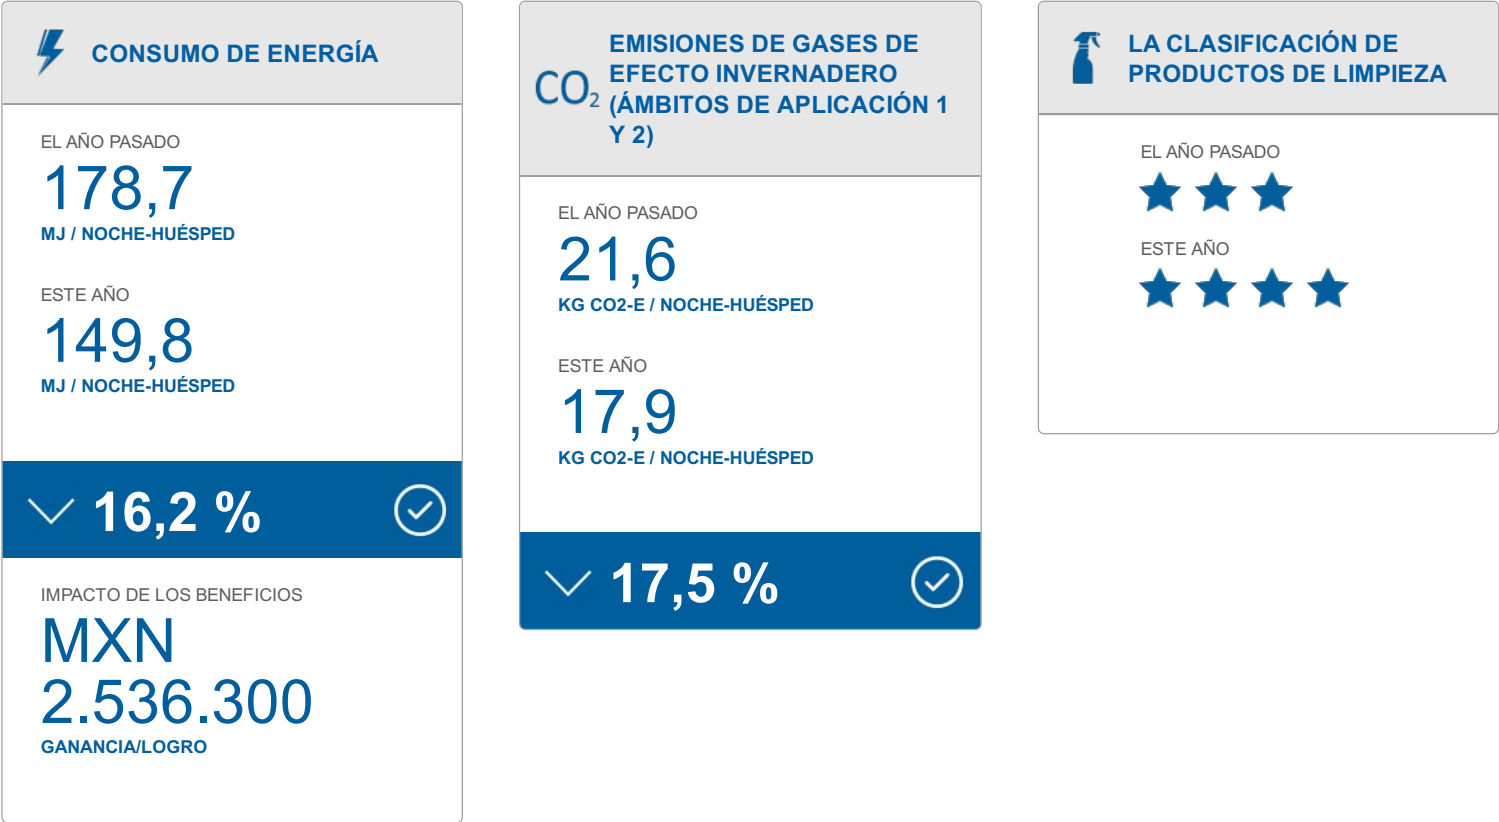 CONSUMO DE ENERGÍA
EL AÑO PASADO
178,7
MJ / NOCHE-HUÉSPED
ESTE AÑO
149,8
MJ / NOCHE-HUÉSPED
16,2 %
IMPACTO DE LOS BENEFICIOS
MXN
2.536.300
GANANCIA/LOGRO
CO₂
EMISIONES DE GASES DE
EFECTO INVERNADERO
(ÁMBITOS DE APLICACIÓN 1
Y 2)
EL AÑO PASADO
21,6
KG CO2-E / NOCHE-HUÉSPED
ESTE AÑO
17,9
KG CO2-E / NOCHE-HUÉSPED
17,5 %
LA CLASIFICACIÓN DE
PRODUCTOS DE LIMPIEZA
EL AÑO PASADO
ESTE AÑO